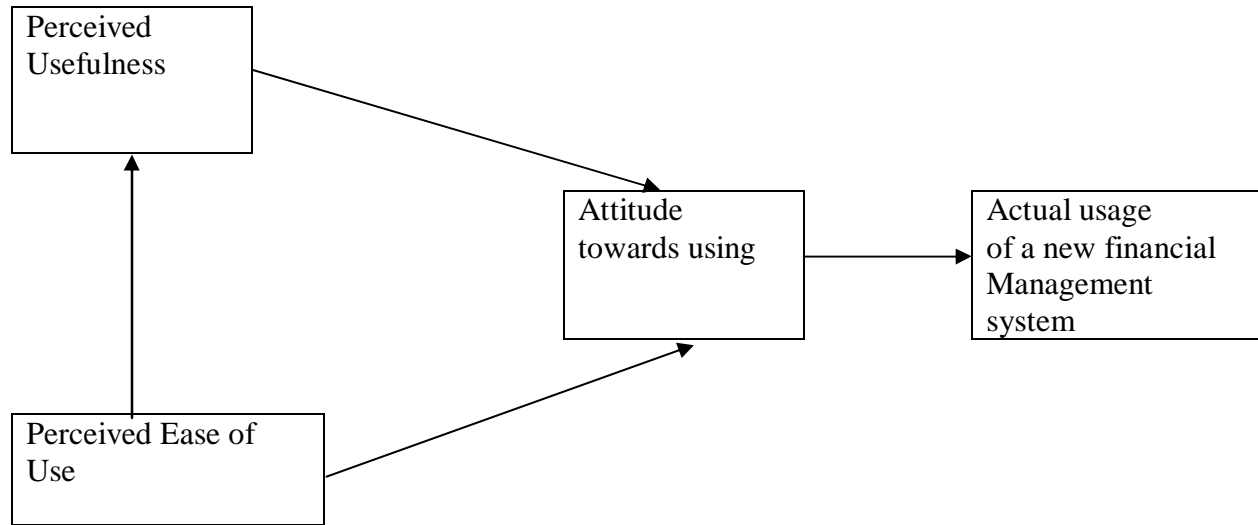 Perceived
Usefulness
Attitude
towards using
Actual usage
of a new financial
Management
system
Perceived Ease of
Use